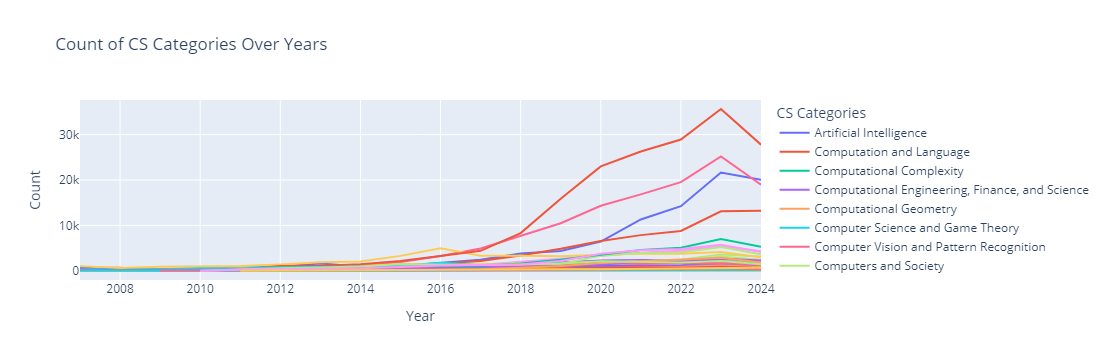 Count of CS Categories Over Years
CS Categories
Artificial Intelligence
Computation and Language
Computational Complexity
Computational Engineering, Finance, and Science
Computational Geometry
Computer Science and Game Theory
Computer Vision and Pattern Recognition
Computers and Society
Count
30k
20k
10k
0
2008 2010 2012 2014 2016 2018 2020 2022 2024
Year